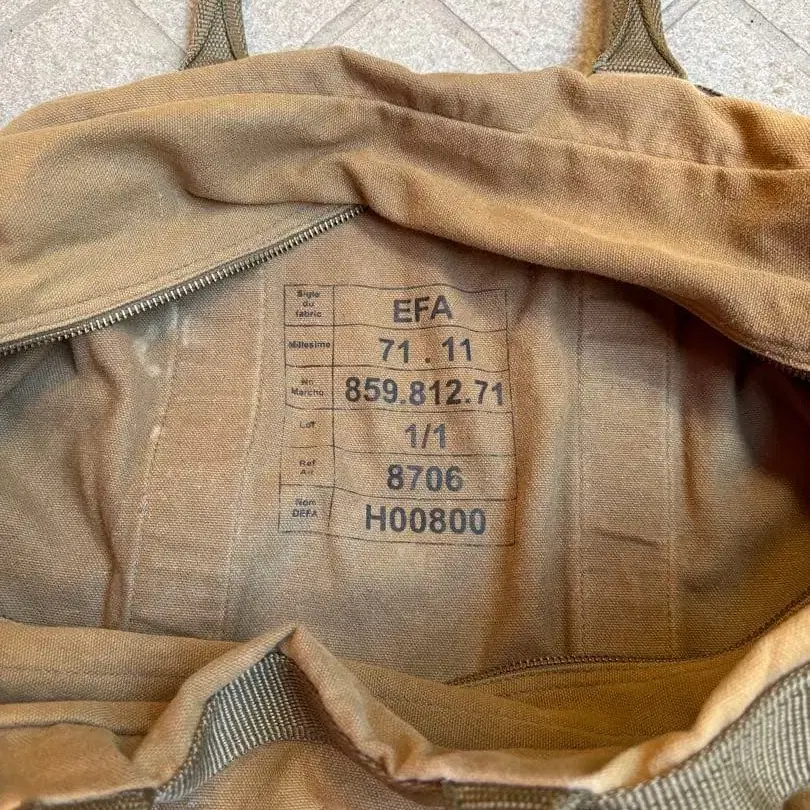 Sigle du fabric EFA
Millesime 71.11
No Marche 859.812.71
Lot 1/1
Ref Art 8706
Nom DEFA H00800